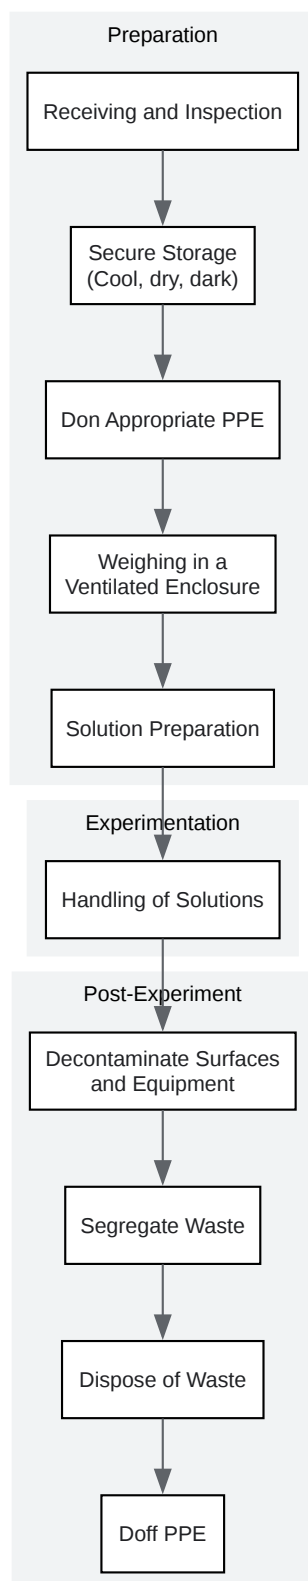 Preparation
Receiving and Inspection
Secure Storage
(Cool, dry, dark)
Don Appropriate PPE
Weighing in a
Ventilated Enclosure
Solution Preparation
Experimentation
Handling of Solutions
Post-Experiment
Decontaminate Surfaces
and Equipment
Segregate Waste
Dispose of Waste
Doff PPE